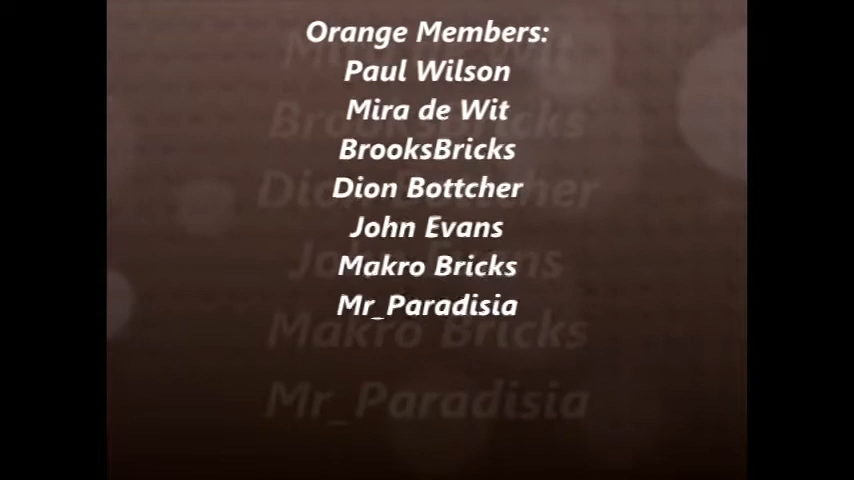 Orange Members:
Paul Wilson
Mira de Wit
BrooksBricks
Dion Bottcher
John Evans
Makro Bricks
Mr_Paradisia